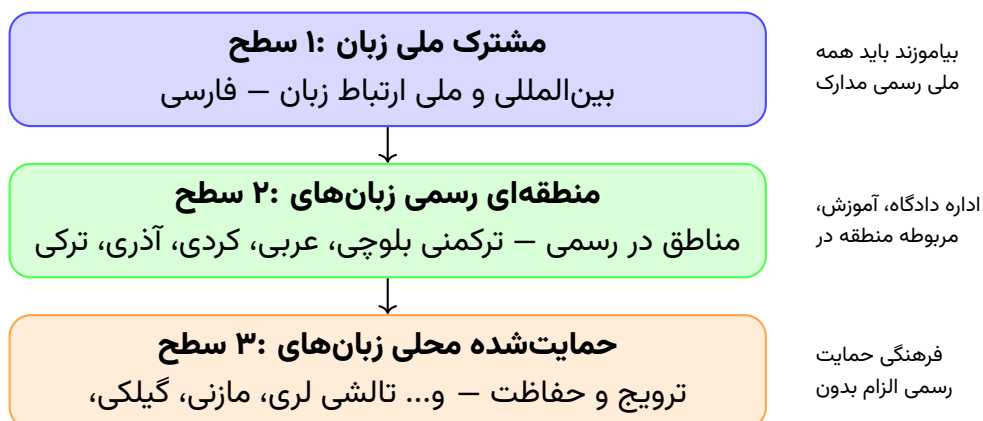 مشترک ملی زبان :۱ سطح
بین‌المللی و ملی ارتباط زبان – فارسی
بیاموزند باید همه
ملی رسمی مدارک
منطقه‌ای رسمی زبان‌های :۲ سطح
مناطق در رسمی – ترکمنی بلوچی، عربی، کردی، آذری، ترکی
اداره دادگاه، آموزش،
مربوطه منطقه در
حمایت‌شده محلی زبان‌های :۳ سطح
ترویج و حفاظت – و... تالشی لری، مازنی، گیلکی،
فرهنگی حمایت
رسمی الزام بدون